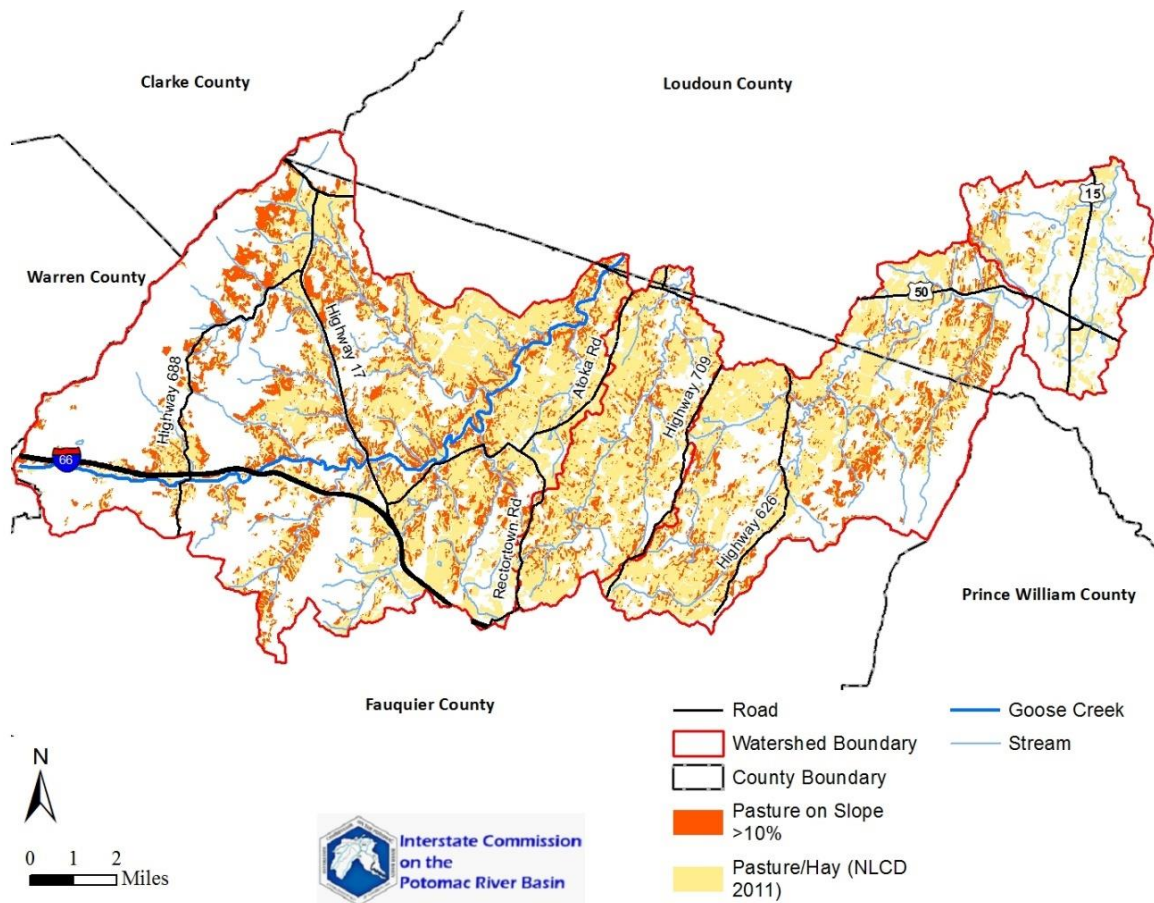 Clarke County
Loudoun County
15
Warren County
50
Highway 17
Highway 688
Atoka Rd
Highway 709
66
Highway 626
Rectortown Rd
Prince William County
Fauquier County
Road
Watershed Boundary
County Boundary
Pasture on Slope
>10%
Pasture/Hay (NLCD
2011)
Goose Creek
Stream
N
0 1 2
Miles
Interstate Commission
on the
Potomac River Basin